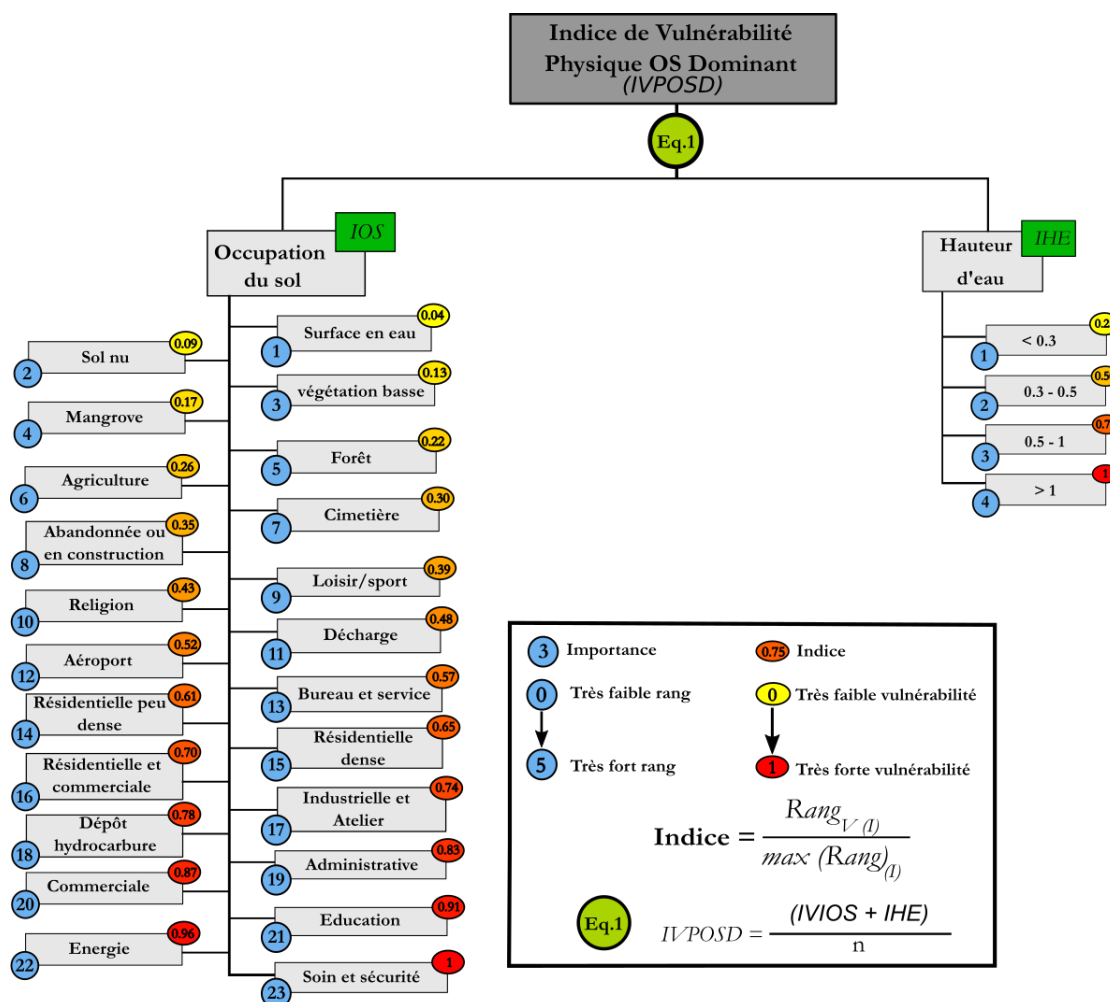 Indice de Vulnérabilité
Physique OS Dominant
(IVPOSD)
Eq.1
IOS
Occupation
du sol
IHE
Hauteur
d'eau
0.04
Surface en eau
1
0.09
Sol nu
2
0.13
végétation basse
3
0.17
Mangrove
4
0.22
Forêt
5
0.26
Agriculture
6
0.30
Cimetière
7
0.35
Abandonnée ou
en construction
8
0.39
Loisir/sport
9
0.43
Religion
10
0.48
Décharge
11
0.52
Aéroport
12
0.57
Bureau et service
13
0.61
Résidentielle peu
dense
14
0.65
Résidentielle
dense
15
0.70
Résidentielle et
commerciale
16
0.74
Industrielle et
Atelier
17
0.78
Dépôt
hydrocarbure
18
0.83
Administrative
19
0.87
Commerciale
20
0.91
Education
21
0.96
Energie
22
1
Soin et sécurité
23
< 0.3
1
0.3 - 0.5
2
0.5 - 1
3
1
> 1
4
3 Importance
0.75 Indice
0 Très faible rang
0 Très faible vulnérabilité
5 Très fort rang
1 Très forte vulnérabilité
Indice = Rang V (I)
max (Rang) (I)
Eq.1
IVPOSD = (IVIOS + IHE)
n